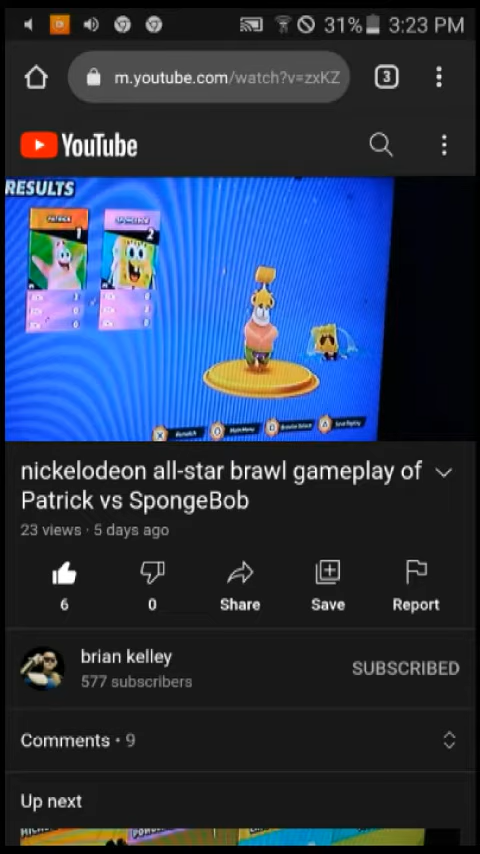 31% 3:23 PM
m.youtube.com/watch?v=zxKZ
3
YouTube
RESULTS
PATRICK
SPONGEBOB
1
2
nickelodeon all-star brawl gameplay of
Patrick vs SpongeBob
23 views · 5 days ago
6
0
Share
Save
Report
brian kelley
577 subscribers
SUBSCRIBED
Comments • 9
Up next